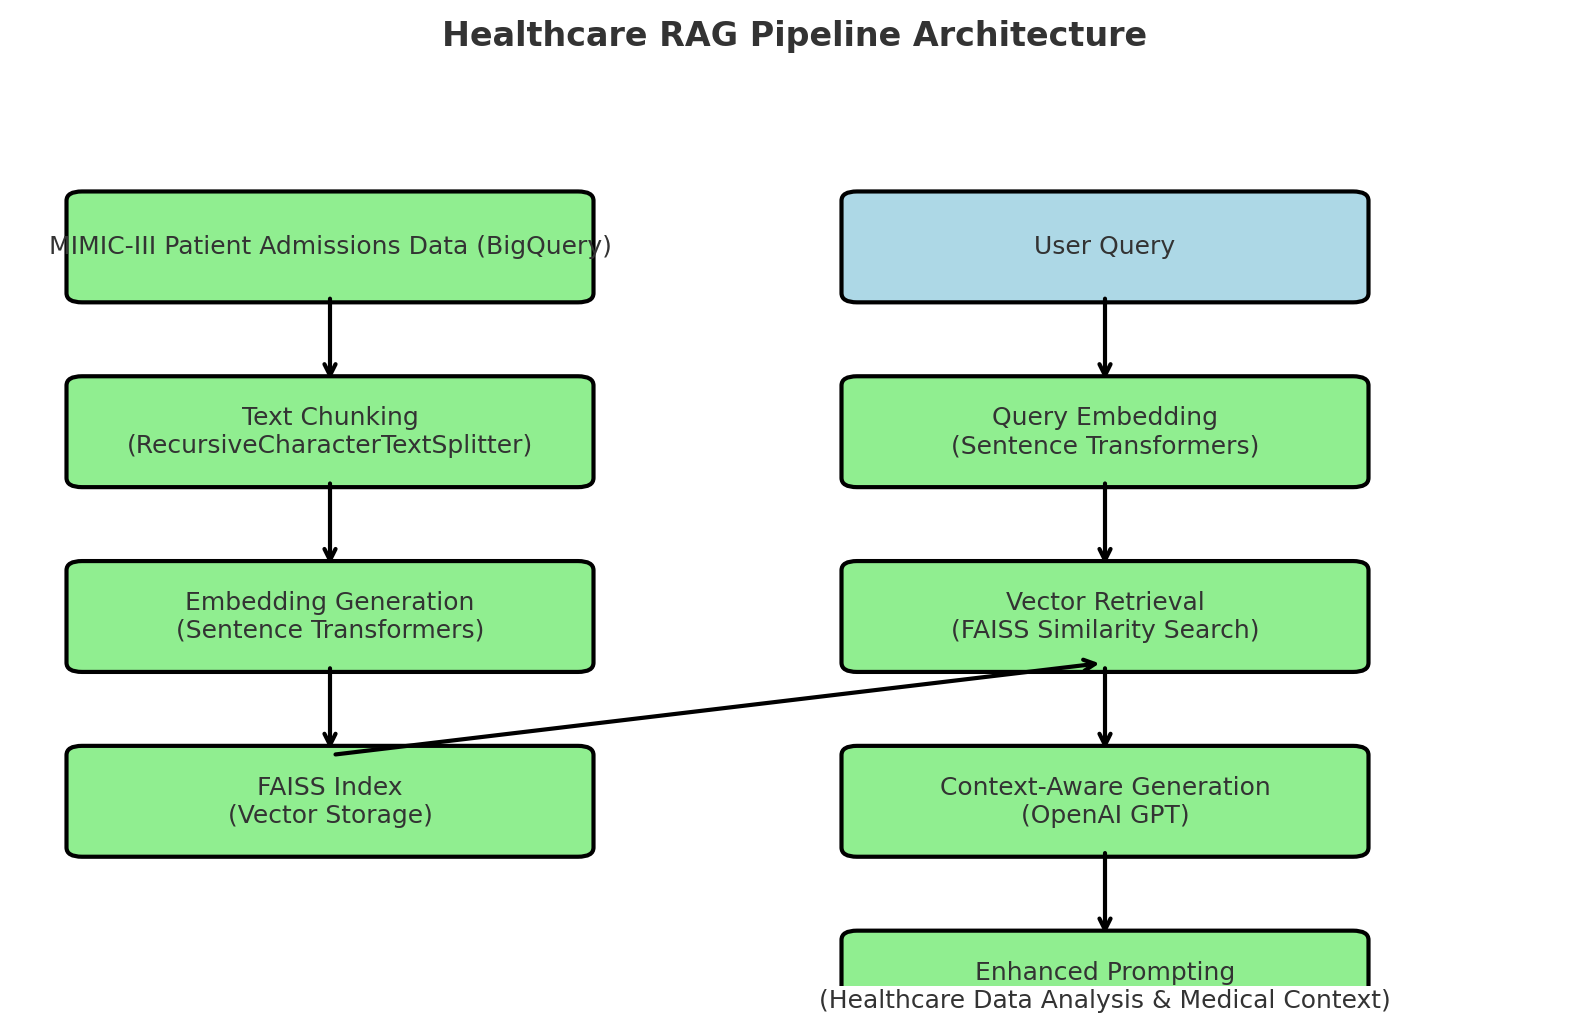 Healthcare RAG Pipeline Architecture
MIMIC-III Patient Admissions Data (BigQuery)
Text Chunking
(RecursiveCharacterTextSplitter)
Embedding Generation
(Sentence Transformers)
FAISS Index
(Vector Storage)
User Query
Query Embedding
(Sentence Transformers)
Vector Retrieval
(FAISS Similarity Search)
Context-Aware Generation
(OpenAI GPT)
Enhanced Prompting
(Healthcare Data Analysis & Medical Context)